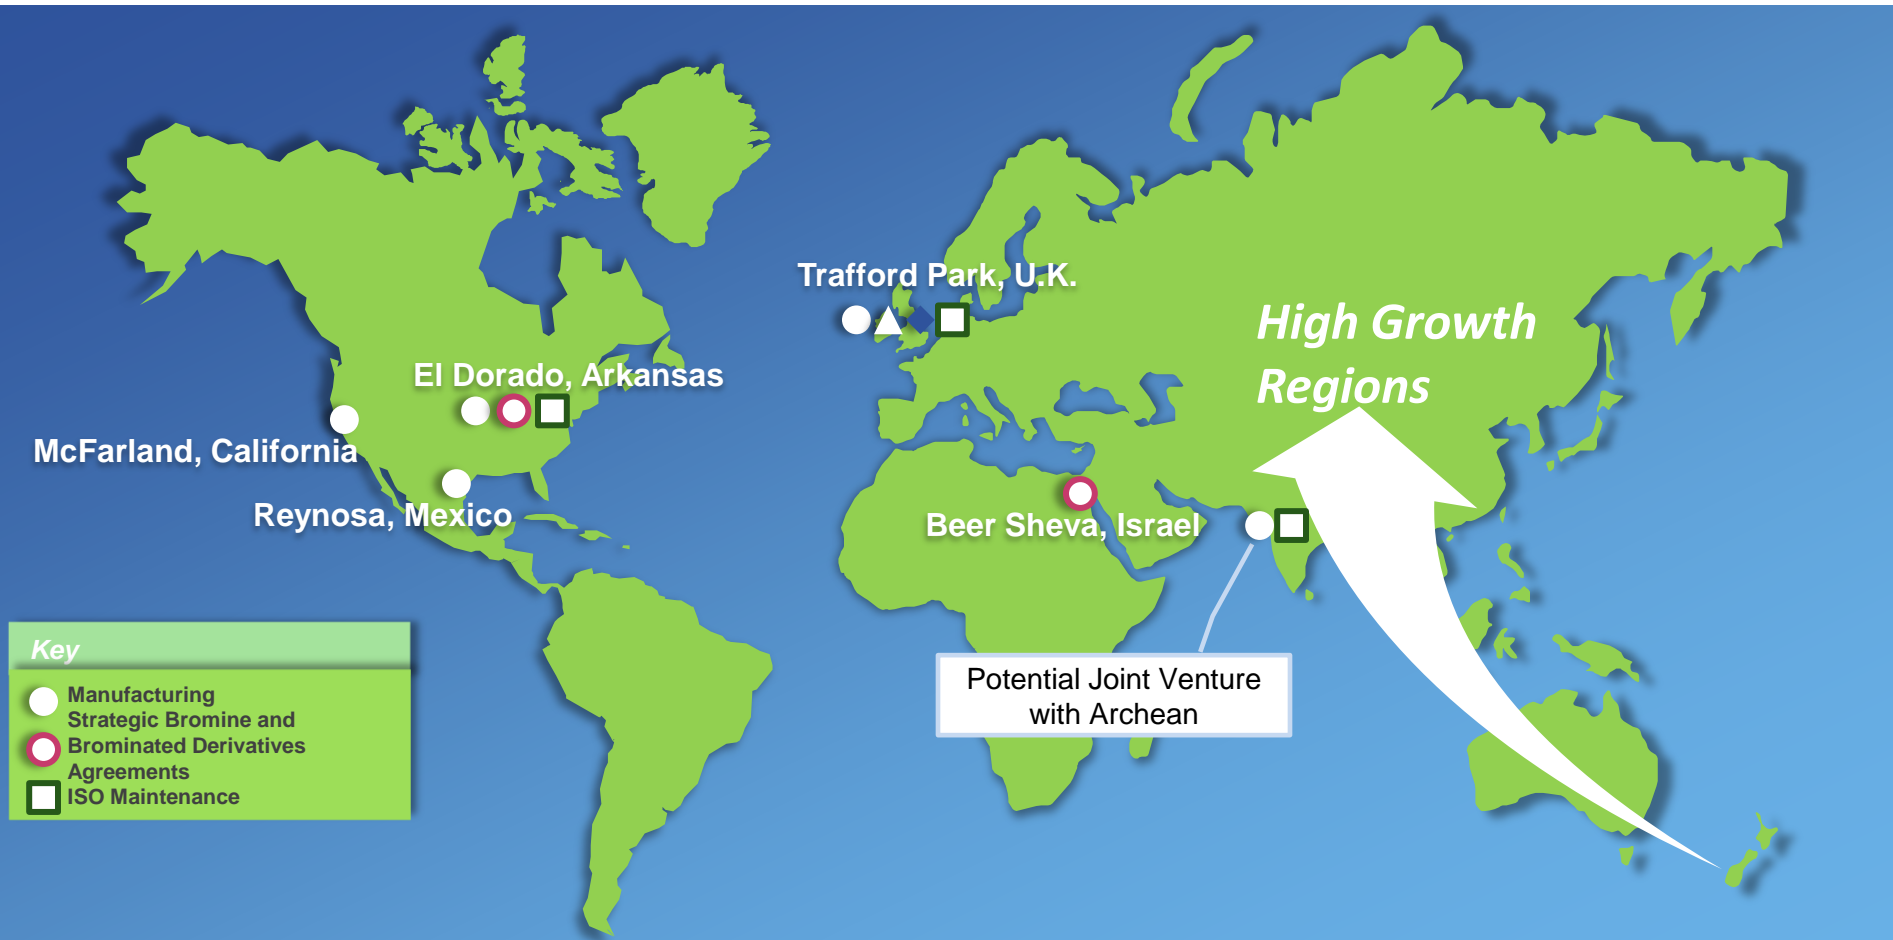 Trafford Park, U.K.
High Growth
Regions
El Dorado, Arkansas
McFarland, California
Reynosa, Mexico
Beer Sheva, Israel
Potential Joint Venture
with Archean
Key
Manufacturing
Strategic Bromine and
Brominated Derivatives
Agreements
ISO Maintenance